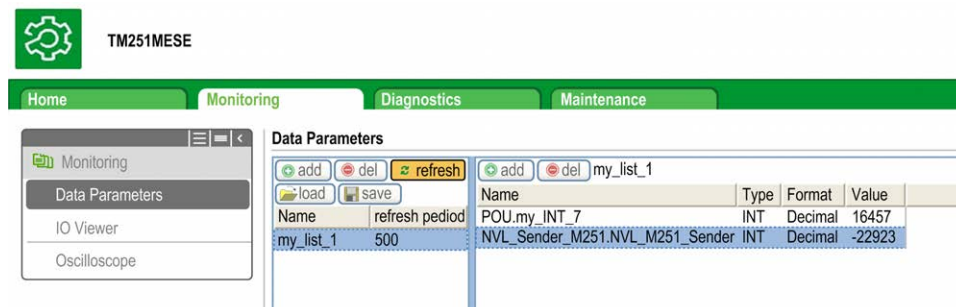 TM251MESE
Home Monitoring Diagnostics Maintenance
Monitoring
Data Parameters
IO Viewer
Oscilloscope
Data Parameters
add del refresh
load save
Name refresh pediod
my_list_1 500
add del my_list_1
Name Type Format Value
POU.my_INT_7 INT Decimal 16457
NVL_Sender_M251.NVL_M251_Sender INT Decimal -22923